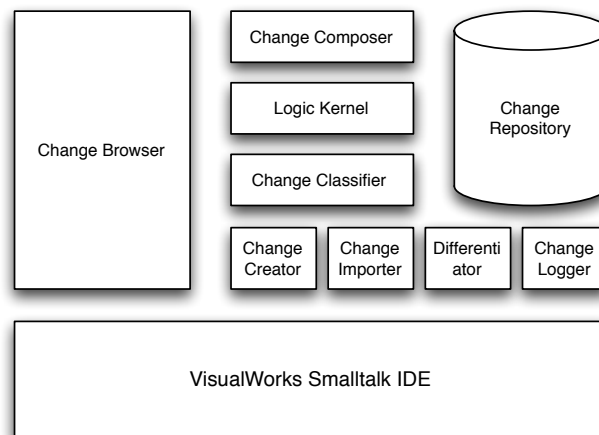 Change Composer
Logic Kernel
Change
Repository
Change Browser
Change Classifier
Change
Creator
Change
Importer
Differenti
ator
Change
Logger
VisualWorks Smalltalk IDE